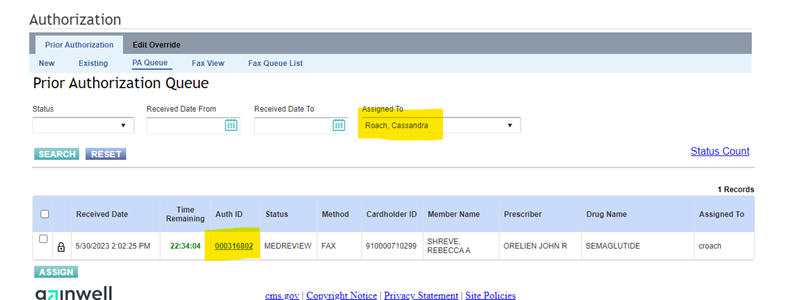 Authorization
Prior Authorization Edit Override
New Existing PA Queue Fax View Fax Queue List
Prior Authorization Queue
Status Received Date From Received Date To Assigned To
Roach, Cassandra
SEARCH RESET Status Count
1 Records
Received Date Time Remaining Auth ID Status Method Cardholder ID Member Name Prescriber Drug Name Assigned To
5/30/2023 2:02:25 PM 22:34:04 000316802 MEDREVIEW FAX 910000710299 SHREVE, REBECCA A ORELIEN JOHN R SEMAGLUTIDE croach
ASSIGN
gainwell cms.gov | Copyright Notice | Privacy Statement | Site Policies